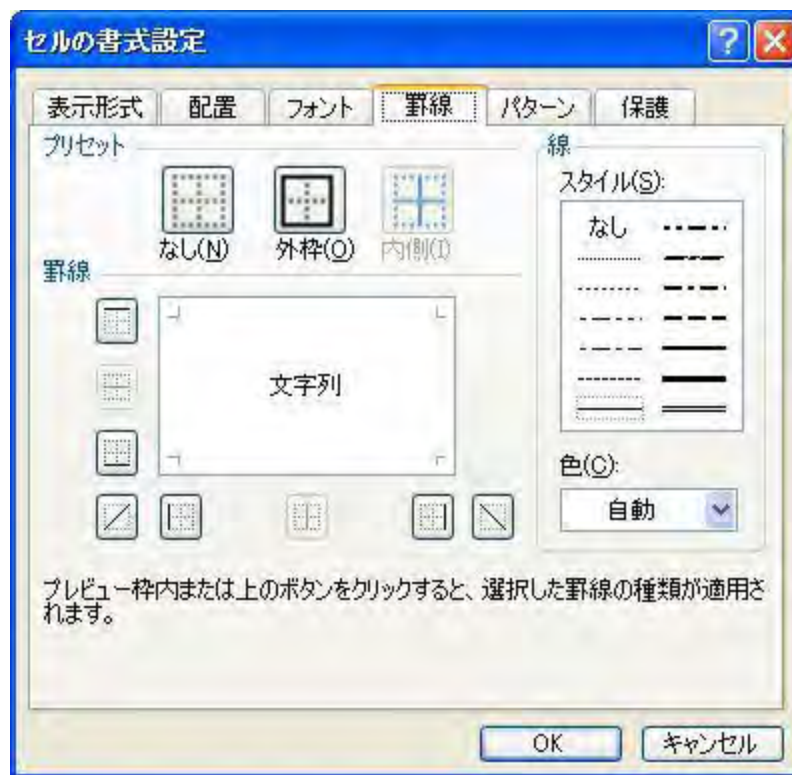 セルの書式設定
表示形式 配置 フォント 罫線 パターン 保護
プリセット
なし(N) 外枠(O) 内側(I)
罫線
文字列
線
スタイル(S):
なし
色(C):
自動
プレビュー枠内または上のボタンをクリックすると、選択した罫線の種類が適用さ
れます。
OK キャンセル